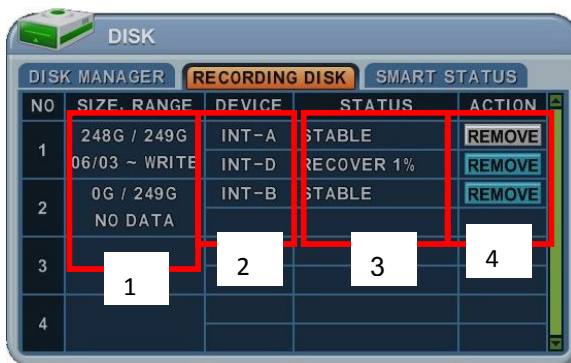 DISK
DISK MANAGER RECORDING DISK SMART STATUS
NO SIZE, RANGE DEVICE STATUS ACTION
1 248G / 249G INT-A STABLE REMOVE
06/03 ~ WRITE INT-D RECOVER 1% REMOVE
2 0G / 249G INT-B STABLE REMOVE
NO DATA
3
4
1 2 3 4